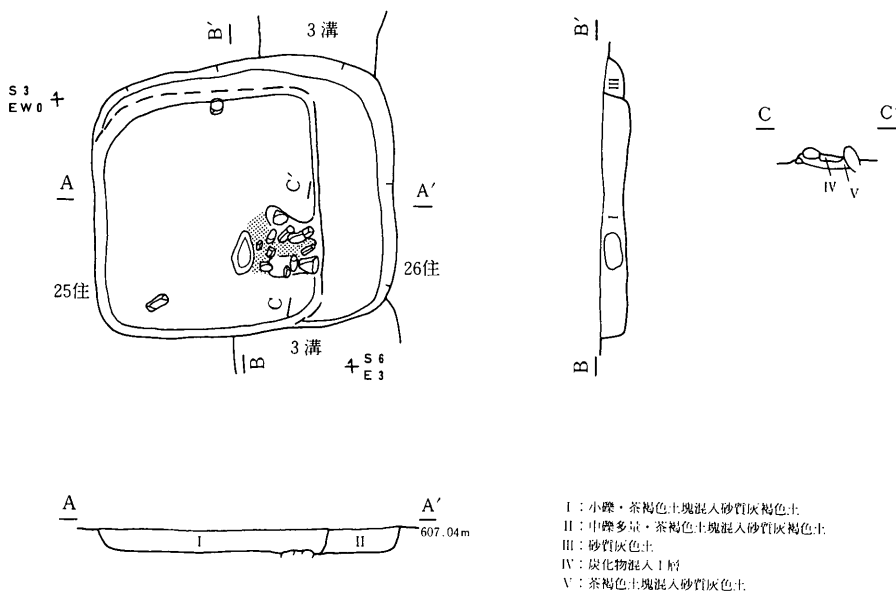 B`
3溝
B`
S 3
EW0
C
C'
A
A'
C'
I
III
IV
V
25住
26住
C
3溝
B
S 6
E 3
B
A
A'
607.04m
I
II
I：小礫・茶褐色土塊混入砂質灰褐色土
II：中礫多量・茶褐色土塊混入砂質灰褐色土
III：砂質灰色土
IV：炭化物混入I層
V：茶褐色土塊混入砂質灰色土